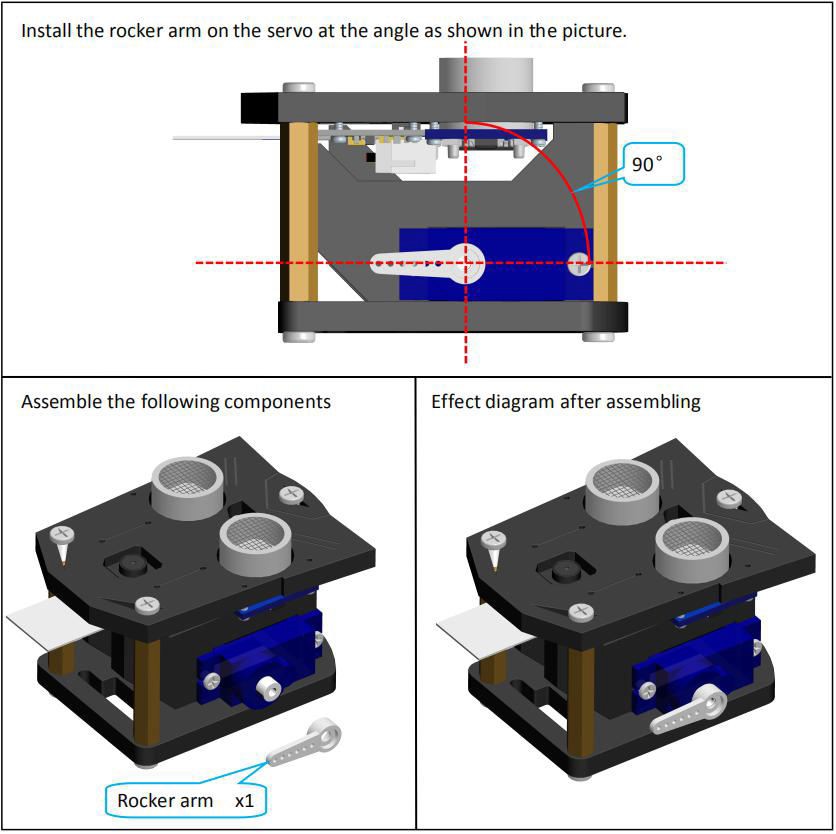 Install the rocker arm on the servo at the angle as shown in the picture.
90°
Assemble the following components
Rocker arm x1
Effect diagram after assembling